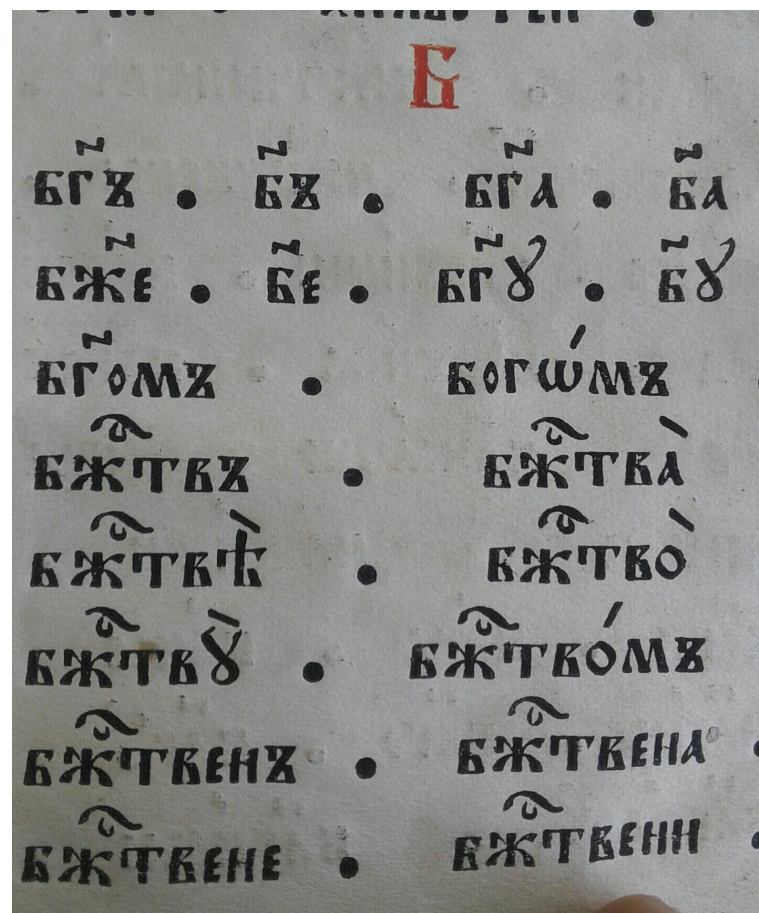 Б
бг҃ъ • б҃ъ • бг҃а • б҃а
бж҃е • б҃е • бг҃ꙋ • б҃ꙋ
бг҃омъ • богѡ́мъ
бжⷭ҇твъ • бжⷭ҇тва̀
бжⷭ҇твѣ̀ • бжⷭ҇тво̀
бжⷭ҇твꙋ̀ • бжⷭ҇тво́мъ
бжⷭ҇твенъ • бжⷭ҇твена •
бжⷭ҇твене • бжⷭ҇твени •